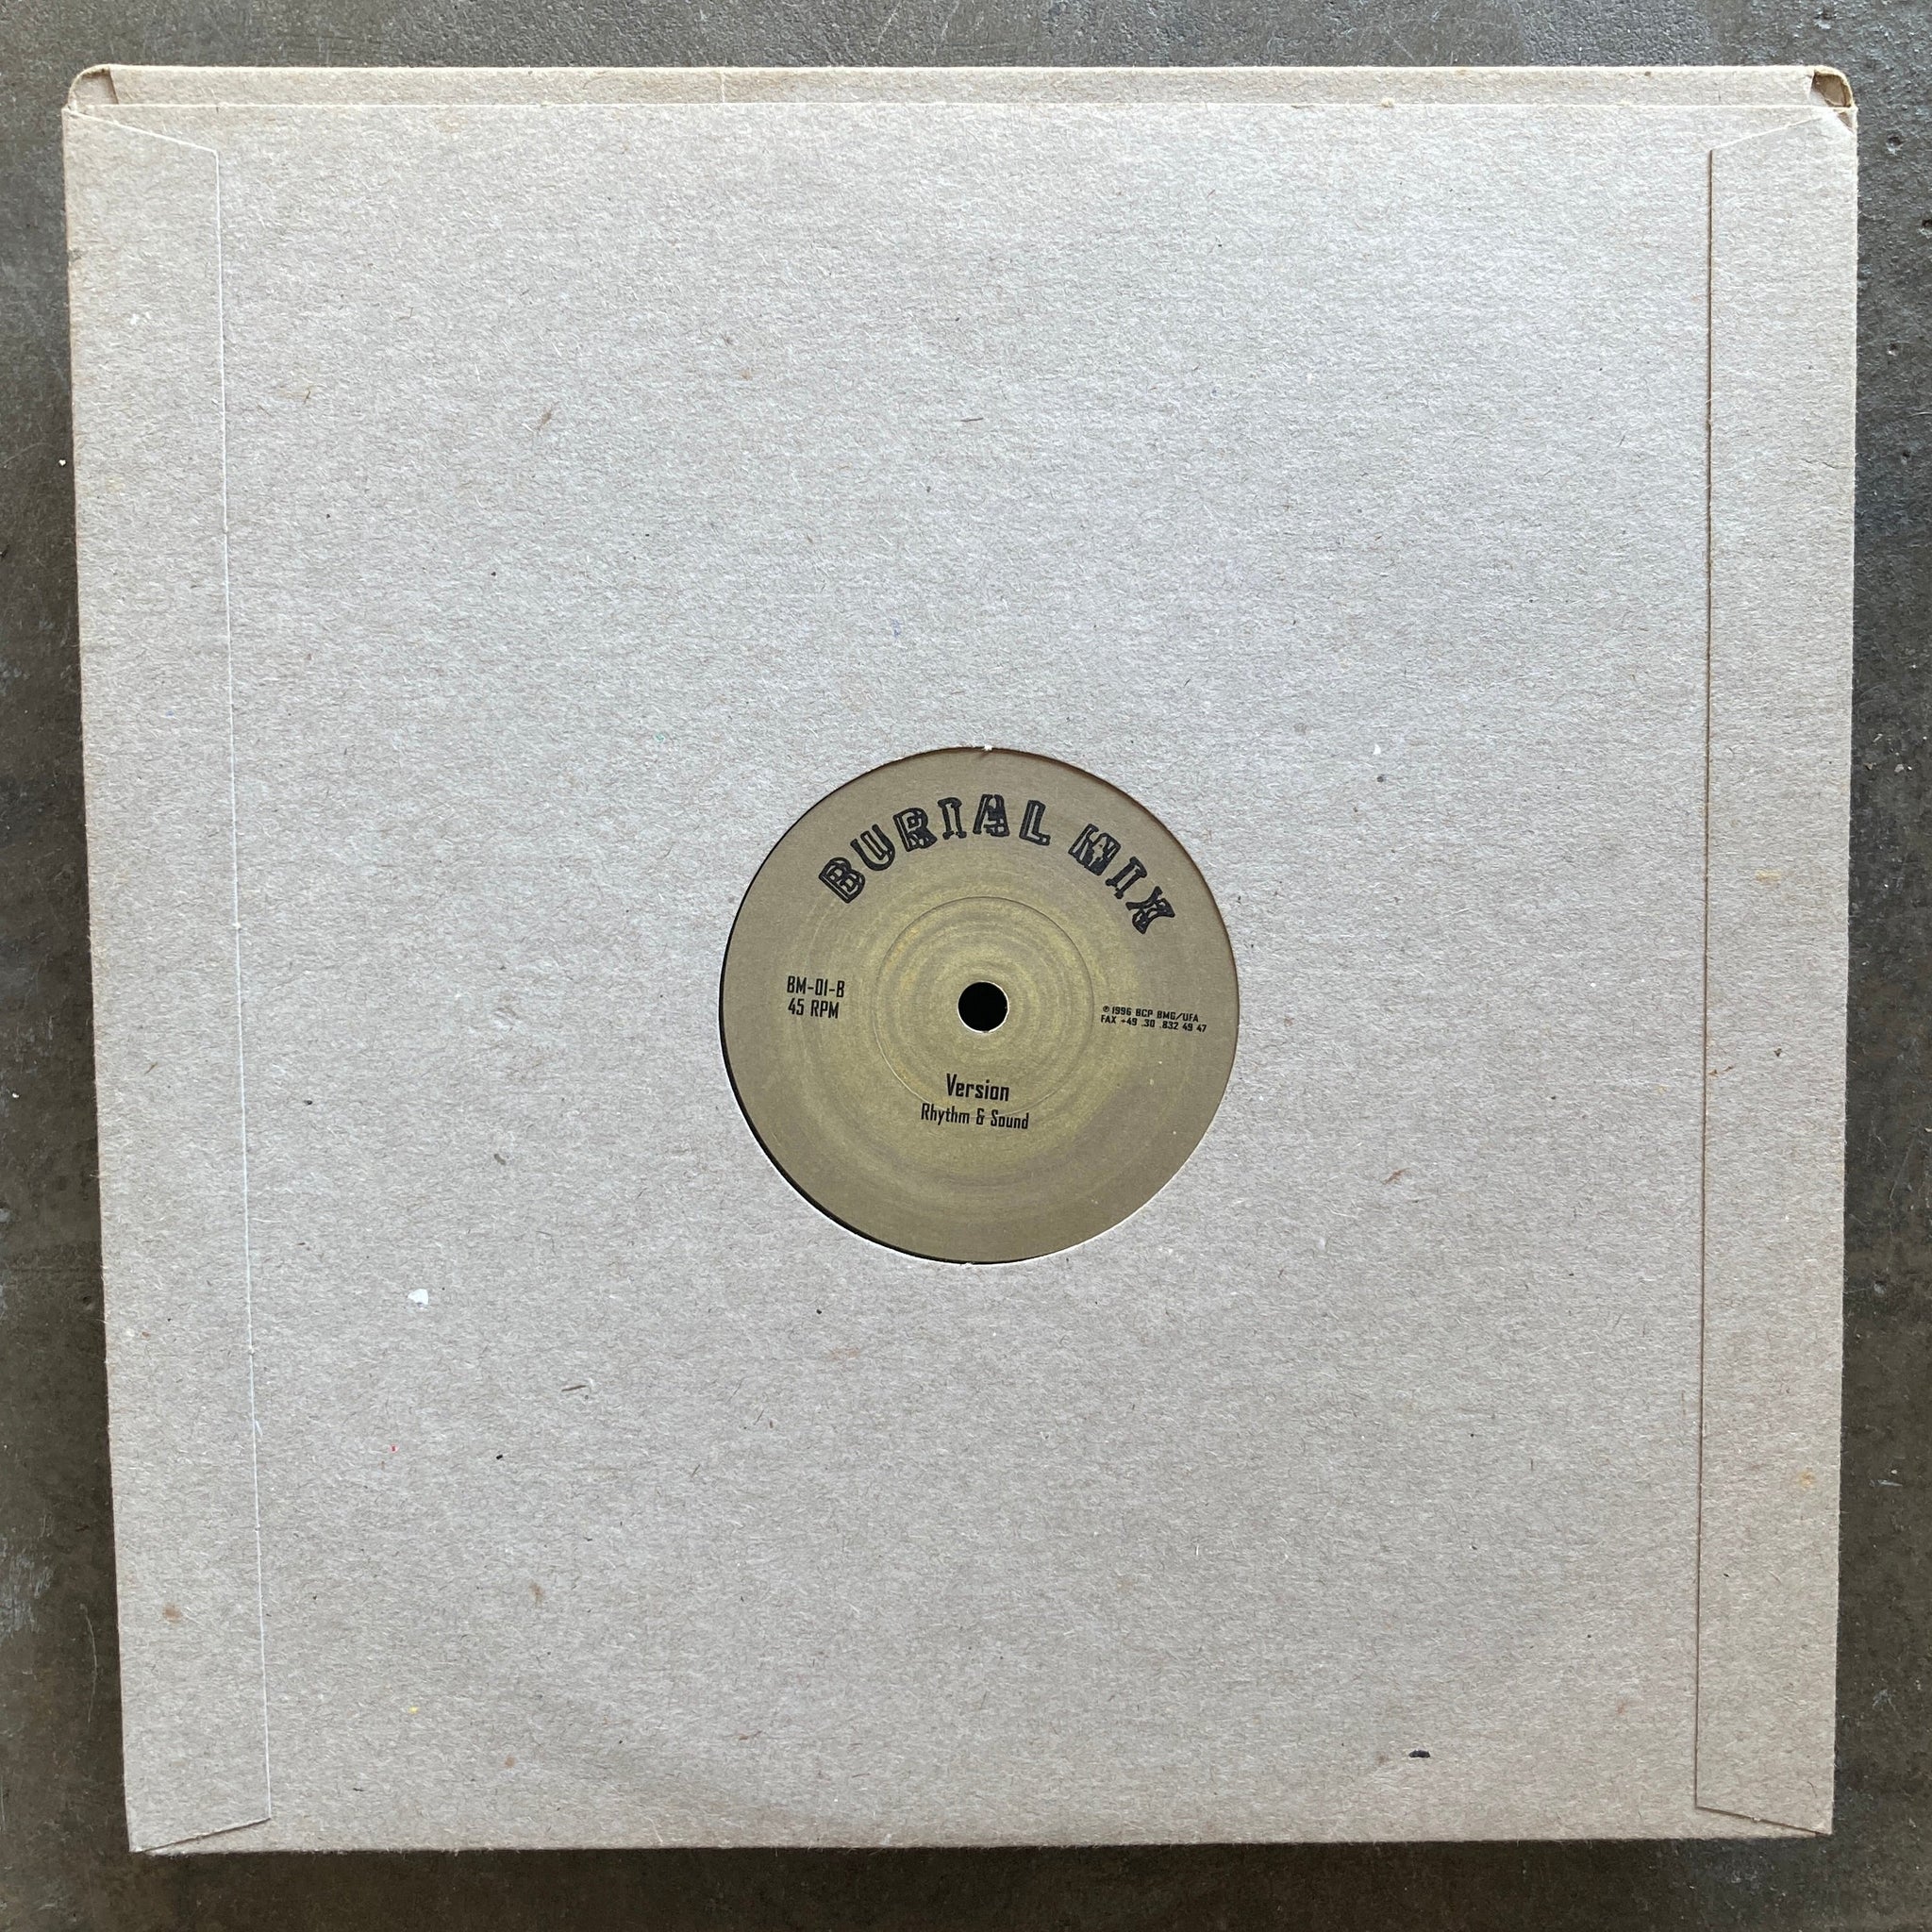 BURIAL MIX
BM-01-B
45 RPM
℗ 1996 BCP BMG/UFA
FAX +49 .30 .832 49 47
Version
Rhythm & Sound